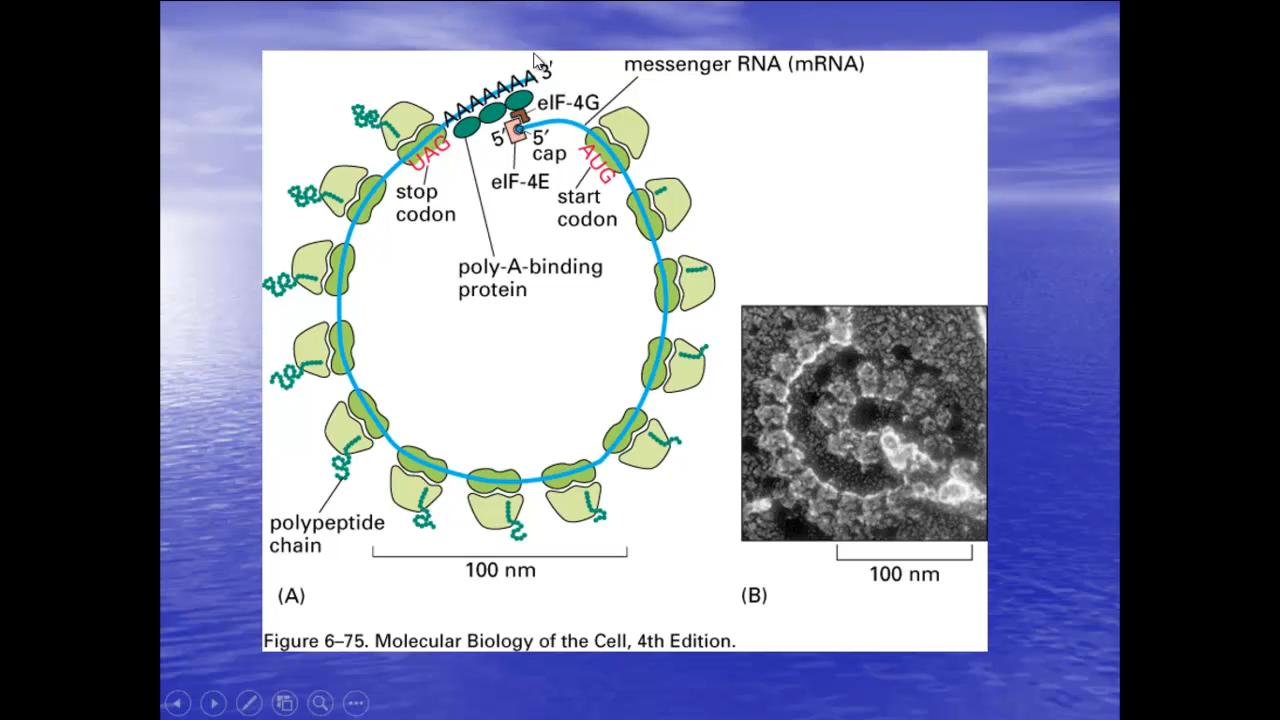 messenger RNA (mRNA)
AAAAAAA 3′
eIF-4G
5′
5′
cap
eIF-4E
UAG
AUG
stop
codon
start
codon
poly-A-binding
protein
polypeptide
chain
100 nm
100 nm
(A)
(B)
Figure 6–75. Molecular Biology of the Cell, 4th Edition.